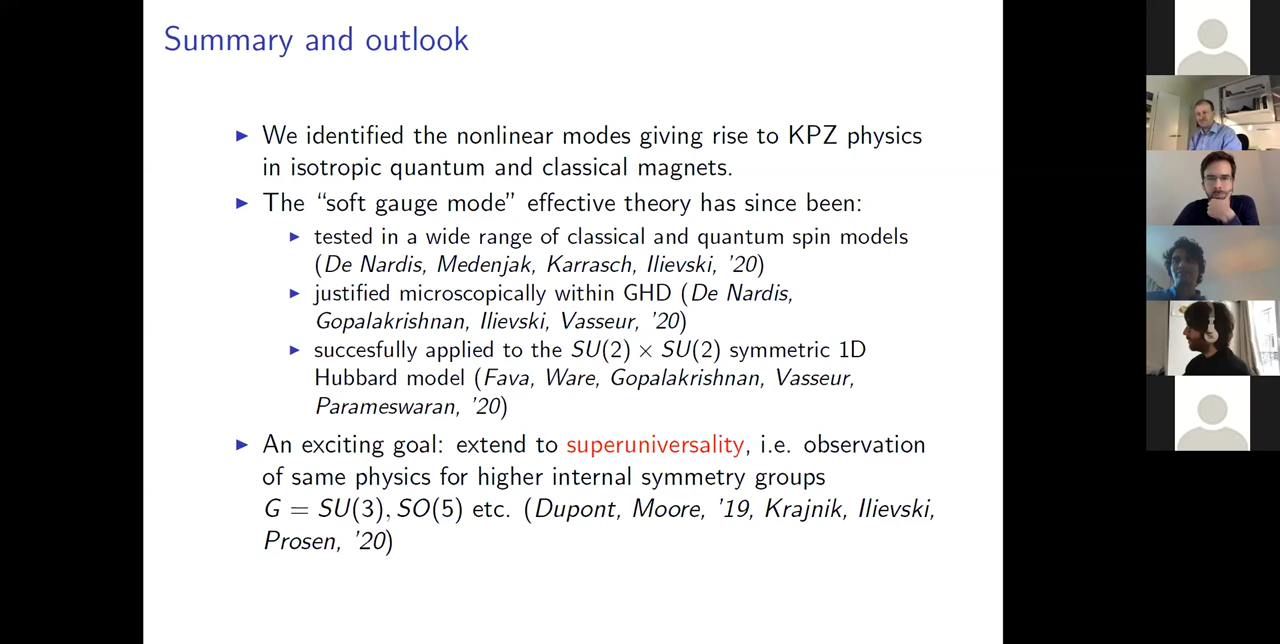 Summary and outlook
▶ We identified the nonlinear modes giving rise to KPZ physics
in isotropic quantum and classical magnets.
▶ The “soft gauge mode” effective theory has since been:
▶ tested in a wide range of classical and quantum spin models
(De Nardis, Medenjak, Karrasch, Ilievski, '20)
▶ justified microscopically within GHD (De Nardis,
Gopalakrishnan, Ilievski, Vasseur, '20)
▶ succesfully applied to the SU(2) × SU(2) symmetric 1D
Hubbard model (Fava, Ware, Gopalakrishnan, Vasseur,
Parameswaran, '20)
▶ An exciting goal: extend to superuniversality, i.e. observation
of same physics for higher internal symmetry groups
G = SU(3), SO(5) etc. (Dupont, Moore, '19, Krajnik, Ilievski,
Prosen, '20)